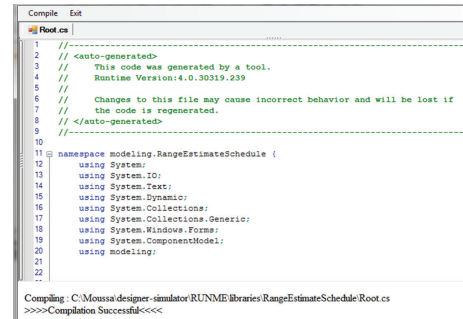 Compile Exit
Root.cs
1 //--------------------------------------------------------------------
2 // <auto-generated>
3 //     This code was generated by a tool.
4 //     Runtime Version:4.0.30319.239
5 //
6 //     Changes to this file may cause incorrect behavior and will be lost if
7 //     the code is regenerated.
8 // </auto-generated>
9 //--------------------------------------------------------------------
10
11 namespace modeling.RangeEstimateSchedule {
12     using System;
13     using System.IO;
14     using System.Text;
15     using System.Dynamic;
16     using System.Collections;
17     using System.Collections.Generic;
18     using System.Windows.Forms;
19     using System.ComponentModel;
20     using modeling;
21
22
Compiling : C:\Moussa\designer-simulator\RUNME\libraries\RangeEstimateSchedule\Root.cs
>>>>Compilation Successful<<<<